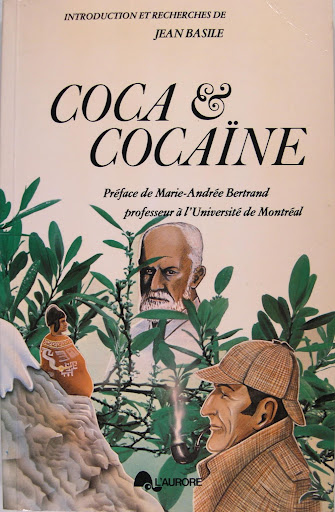 INTRODUCTION ET RECHERCHES DE
JEAN BASILE
COCA &
COCAÏNE
Préface de Marie-Andrée Bertrand
professeur à l'Université de Montréal
L'AURORE